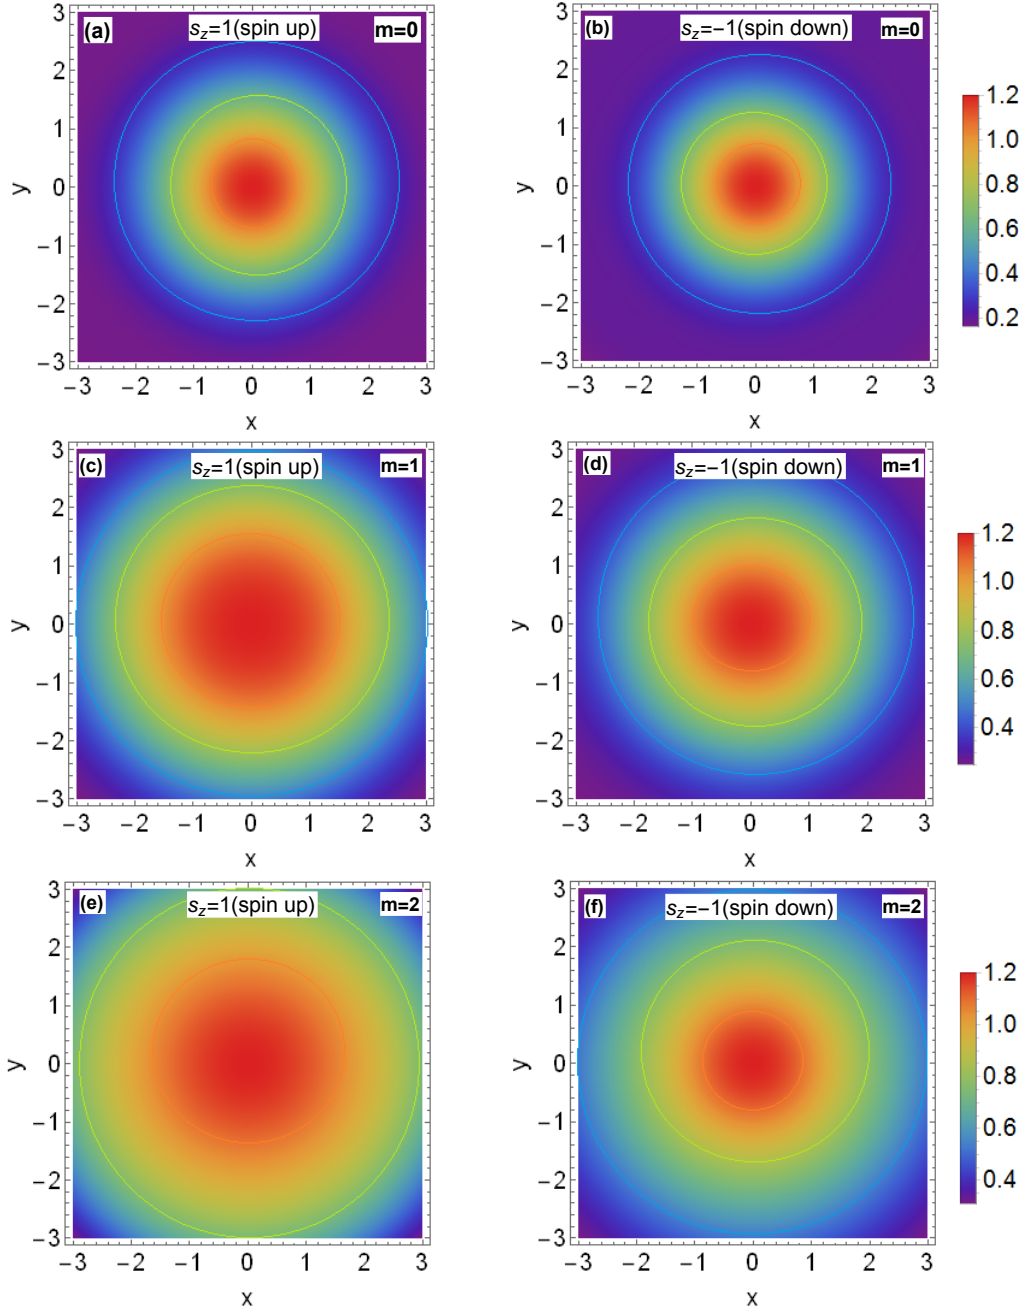 (a) s_z=1(spin up) m=0
3
2
1
0
−1
−2
−3
y
−3 −2 −1 0 1 2 3
x
(b) s_z=−1(spin down) m=0
3
2
1
0
−1
−2
−3
y
−3 −2 −1 0 1 2 3
x
1.2
1.0
0.8
0.6
0.4
0.2
(c) s_z=1(spin up) m=1
3
2
1
0
−1
−2
−3
y
−3 −2 −1 0 1 2 3
x
(d) s_z=−1(spin down) m=1
3
2
1
0
−1
−2
−3
y
−3 −2 −1 0 1 2 3
x
1.2
1.0
0.8
0.6
0.4
(e) s_z=1(spin up) m=2
3
2
1
0
−1
−2
−3
y
−3 −2 −1 0 1 2 3
x
(f) s_z=−1(spin down) m=2
3
2
1
0
−1
−2
−3
y
−3 −2 −1 0 1 2 3
x
1.2
1.0
0.8
0.6
0.4